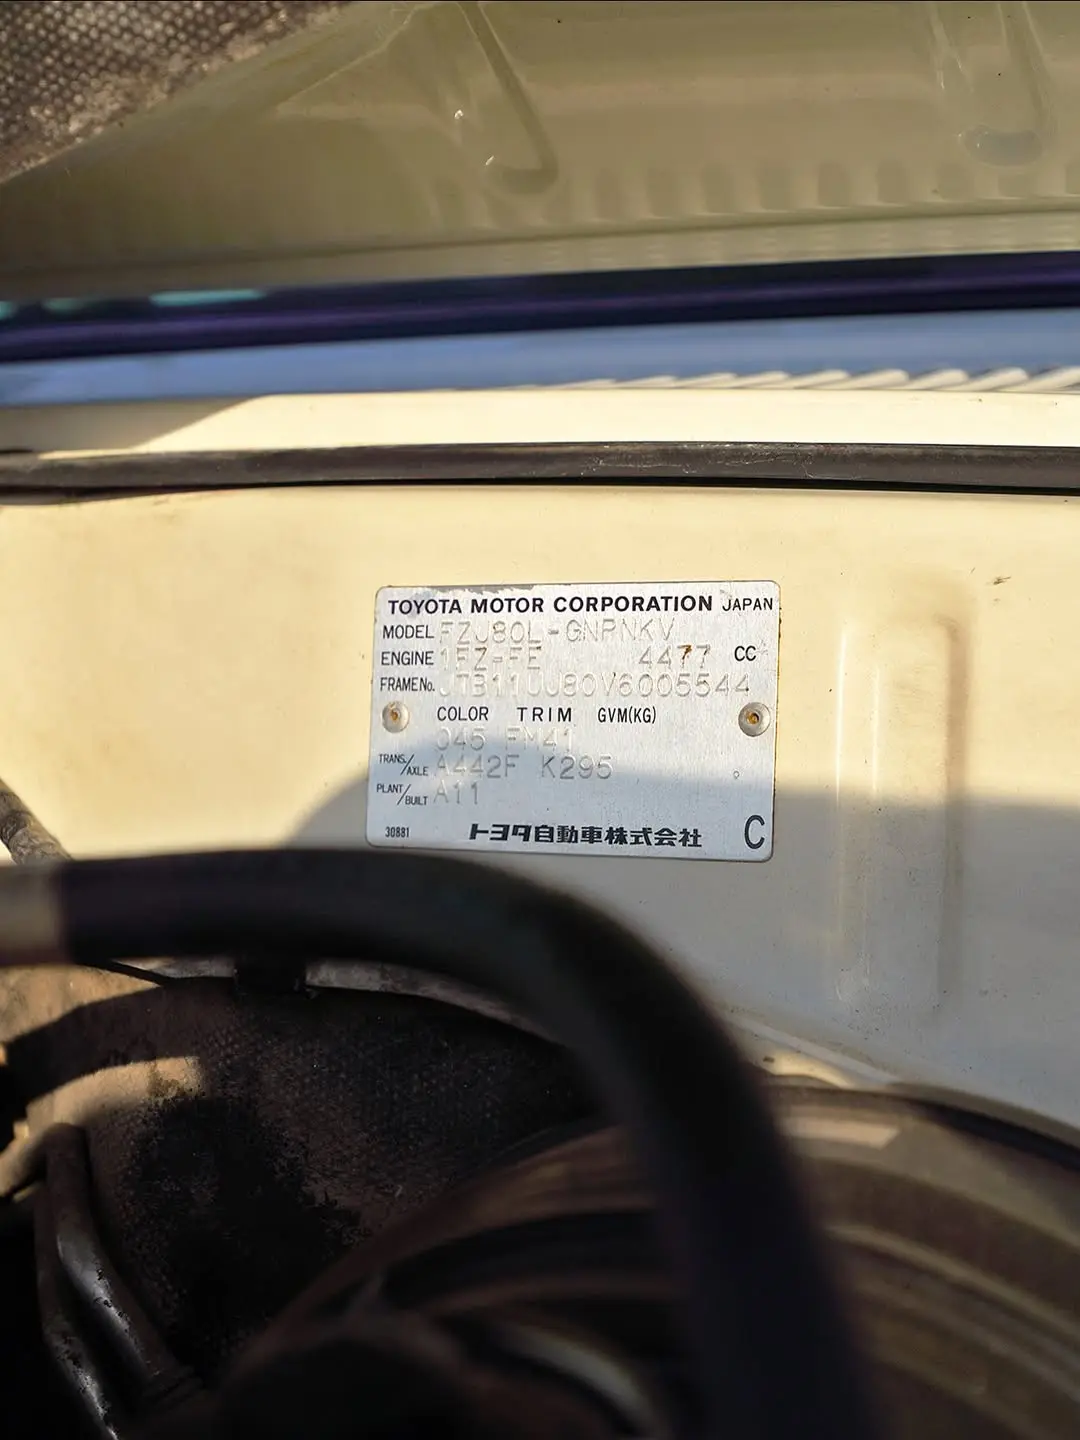 TOYOTA MOTOR CORPORATION JAPAN
MODEL FZJ80L-GNPNKV
ENGINE 1FZ-FE 4477 CC
FRAME No. JTB11UJ80V6005544
COLOR TRIM GVM(KG)
045 FM41
TRANS./AXLE A442F K295
PLANT/BUILT A11
30881 トヨタ自動車株式会社 C